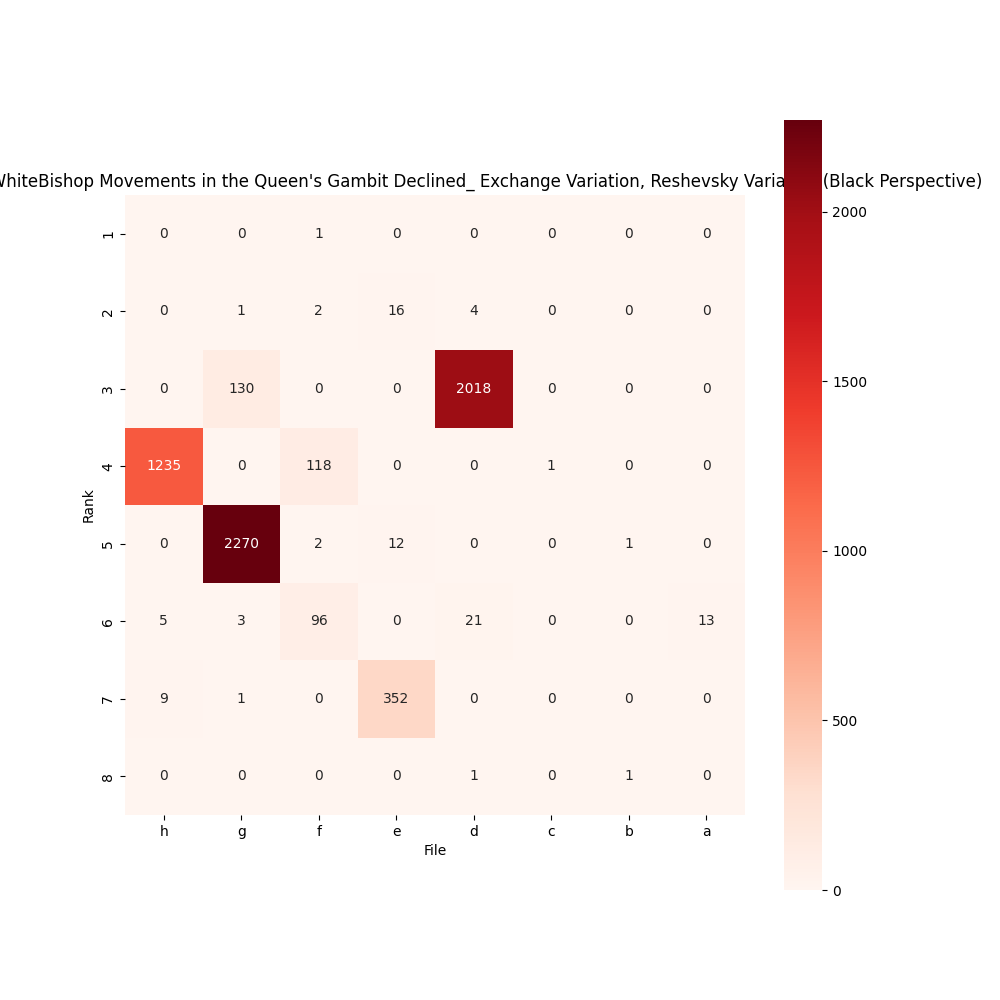 WhiteBishop Movements in the Queen's Gambit Declined_ Exchange Variation, Reshevsky Varia (Black Perspective)
1 0 0 1 0 0 0 0 0
2 0 1 2 16 4 0 0 0
3 0 130 0 0 2018 0 0 0
4 1235 0 118 0 0 1 0 0
Rank
5 0 2270 2 12 0 0 1 0
6 5 3 96 0 21 0 0 13
7 9 1 0 352 0 0 0 0
8 0 0 0 0 1 0 1 0
h g f e d c b a
File
2000
1500
1000
500
0